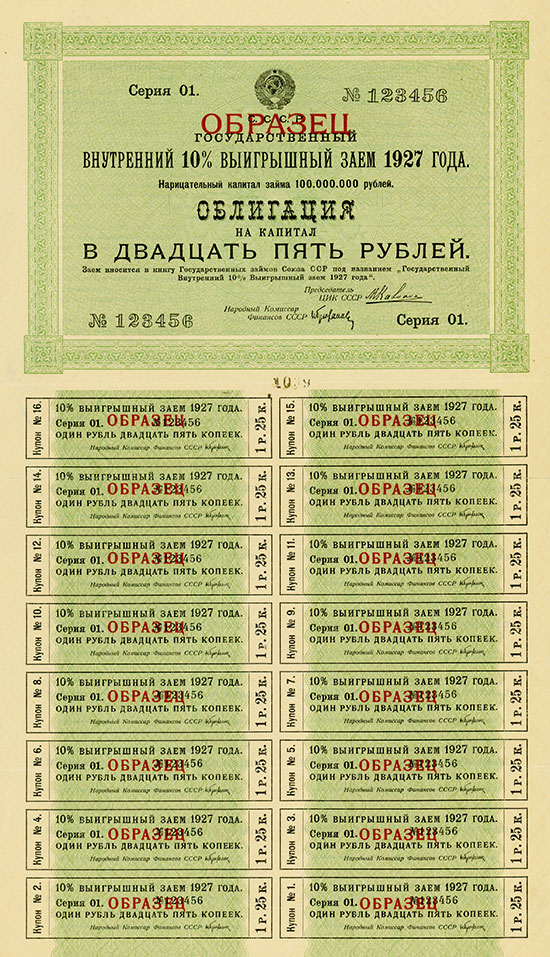 Серия 01.
№ 123456
С. С. С. Р.
ОБРАЗЕЦ
ГОСУДАРСТВЕННЫЙ
ВНУТРЕННИЙ 10% ВЫИГРЫШНЫЙ ЗАЕМ 1927 ГОДА.
Нарицательный капитал займа 100.000.000 рублей.
ОБЛИГАЦИЯ
НА КАПИТАЛ
В ДВАДЦАТЬ ПЯТЬ РУБЛЕЙ.
Заем вносится в книгу Государственных займов Союза ССР под названием „Государственный
Внутренний 10% Выигрышный заем 1927 года“.
Председатель
ЦИК СССР
Народный Комиссар
Финансов СССР
№ 123456
Серия 01.
Купон № 16.
10% ВЫИГРЫШНЫЙ ЗАЕМ 1927 ГОДА.
Серия 01. ОБРАЗЕЦ №123456
ОДИН РУБЛЬ ДВАДЦАТЬ ПЯТЬ КОПЕЕК.
Народный Комиссар Финансов СССР
1 Р. 25 К.
Купон № 15.
10% ВЫИГРЫШНЫЙ ЗАЕМ 1927 ГОДА.
Серия 01. ОБРАЗЕЦ №123456
ОДИН РУБЛЬ ДВАДЦАТЬ ПЯТЬ КОПЕЕК.
Народный Комиссар Финансов СССР
1 Р. 25 К.
Купон № 14.
10% ВЫИГРЫШНЫЙ ЗАЕМ 1927 ГОДА.
Серия 01. ОБРАЗЕЦ №123456
ОДИН РУБЛЬ ДВАДЦАТЬ ПЯТЬ КОПЕЕК.
Народный Комиссар Финансов СССР
1 Р. 25 К.
Купон № 13.
10% ВЫИГРЫШНЫЙ ЗАЕМ 1927 ГОДА.
Серия 01. ОБРАЗЕЦ №123456
ОДИН РУБЛЬ ДВАДЦАТЬ ПЯТЬ КОПЕЕК.
Народный Комиссар Финансов СССР
1 Р. 25 К.
Купон № 12.
10% ВЫИГРЫШНЫЙ ЗАЕМ 1927 ГОДА.
Серия 01. ОБРАЗЕЦ №123456
ОДИН РУБЛЬ ДВАДЦАТЬ ПЯТЬ КОПЕЕК.
Народный Комиссар Финансов СССР
1 Р. 25 К.
Купон № 11.
10% ВЫИГРЫШНЫЙ ЗАЕМ 1927 ГОДА.
Серия 01. ОБРАЗЕЦ №123456
ОДИН РУБЛЬ ДВАДЦАТЬ ПЯТЬ КОПЕЕК.
Народный Комиссар Финансов СССР
1 Р. 25 К.
Купон № 10.
10% ВЫИГРЫШНЫЙ ЗАЕМ 1927 ГОДА.
Серия 01. ОБРАЗЕЦ №123456
ОДИН РУБЛЬ ДВАДЦАТЬ ПЯТЬ КОПЕЕК.
Народный Комиссар Финансов СССР
1 Р. 25 К.
Купон № 9.
10% ВЫИГРЫШНЫЙ ЗАЕМ 1927 ГОДА.
Серия 01. ОБРАЗЕЦ №123456
ОДИН РУБЛЬ ДВАДЦАТЬ ПЯТЬ КОПЕЕК.
Народный Комиссар Финансов СССР
1 Р. 25 К.
Купон № 8.
10% ВЫИГРЫШНЫЙ ЗАЕМ 1927 ГОДА.
Серия 01. ОБРАЗЕЦ №123456
ОДИН РУБЛЬ ДВАДЦАТЬ ПЯТЬ КОПЕЕК.
Народный Комиссар Финансов СССР
1 Р. 25 К.
Купон № 7.
10% ВЫИГРЫШНЫЙ ЗАЕМ 1927 ГОДА.
Серия 01. ОБРАЗЕЦ №123456
ОДИН РУБЛЬ ДВАДЦАТЬ ПЯТЬ КОПЕЕК.
Народный Комиссар Финансов СССР
1 Р. 25 К.
Купон № 6.
10% ВЫИГРЫШНЫЙ ЗАЕМ 1927 ГОДА.
Серия 01. ОБРАЗЕЦ №123456
ОДИН РУБЛЬ ДВАДЦАТЬ ПЯТЬ КОПЕЕК.
Народный Комиссар Финансов СССР
1 Р. 25 К.
Купон № 5.
10% ВЫИГРЫШНЫЙ ЗАЕМ 1927 ГОДА.
Серия 01. ОБРАЗЕЦ №123456
ОДИН РУБЛЬ ДВАДЦАТЬ ПЯТЬ КОПЕЕК.
Народный Комиссар Финансов СССР
1 Р. 25 К.
Купон № 4.
10% ВЫИГРЫШНЫЙ ЗАЕМ 1927 ГОДА.
Серия 01. ОБРАЗЕЦ №123456
ОДИН РУБЛЬ ДВАДЦАТЬ ПЯТЬ КОПЕЕК.
Народный Комиссар Финансов СССР
1 Р. 25 К.
Купон № 3.
10% ВЫИГРЫШНЫЙ ЗАЕМ 1927 ГОДА.
Серия 01. ОБРАЗЕЦ №123456
ОДИН РУБЛЬ ДВАДЦАТЬ ПЯТЬ КОПЕЕК.
Народный Комиссар Финансов СССР
1 Р. 25 К.
Купон № 2.
10% ВЫИГРЫШНЫЙ ЗАЕМ 1927 ГОДА.
Серия 01. ОБРАЗЕЦ №123456
ОДИН РУБЛЬ ДВАДЦАТЬ ПЯТЬ КОПЕЕК.
Народный Комиссар Финансов СССР
1 Р. 25 К.
Купон № 1.
10% ВЫИГРЫШНЫЙ ЗАЕМ 1927 ГОДА.
Серия 01. ОБРАЗЕЦ №123456
ОДИН РУБЛЬ ДВАДЦАТЬ ПЯТЬ КОПЕЕК.
Народный Комиссар Финансов СССР
1 Р. 25 К.